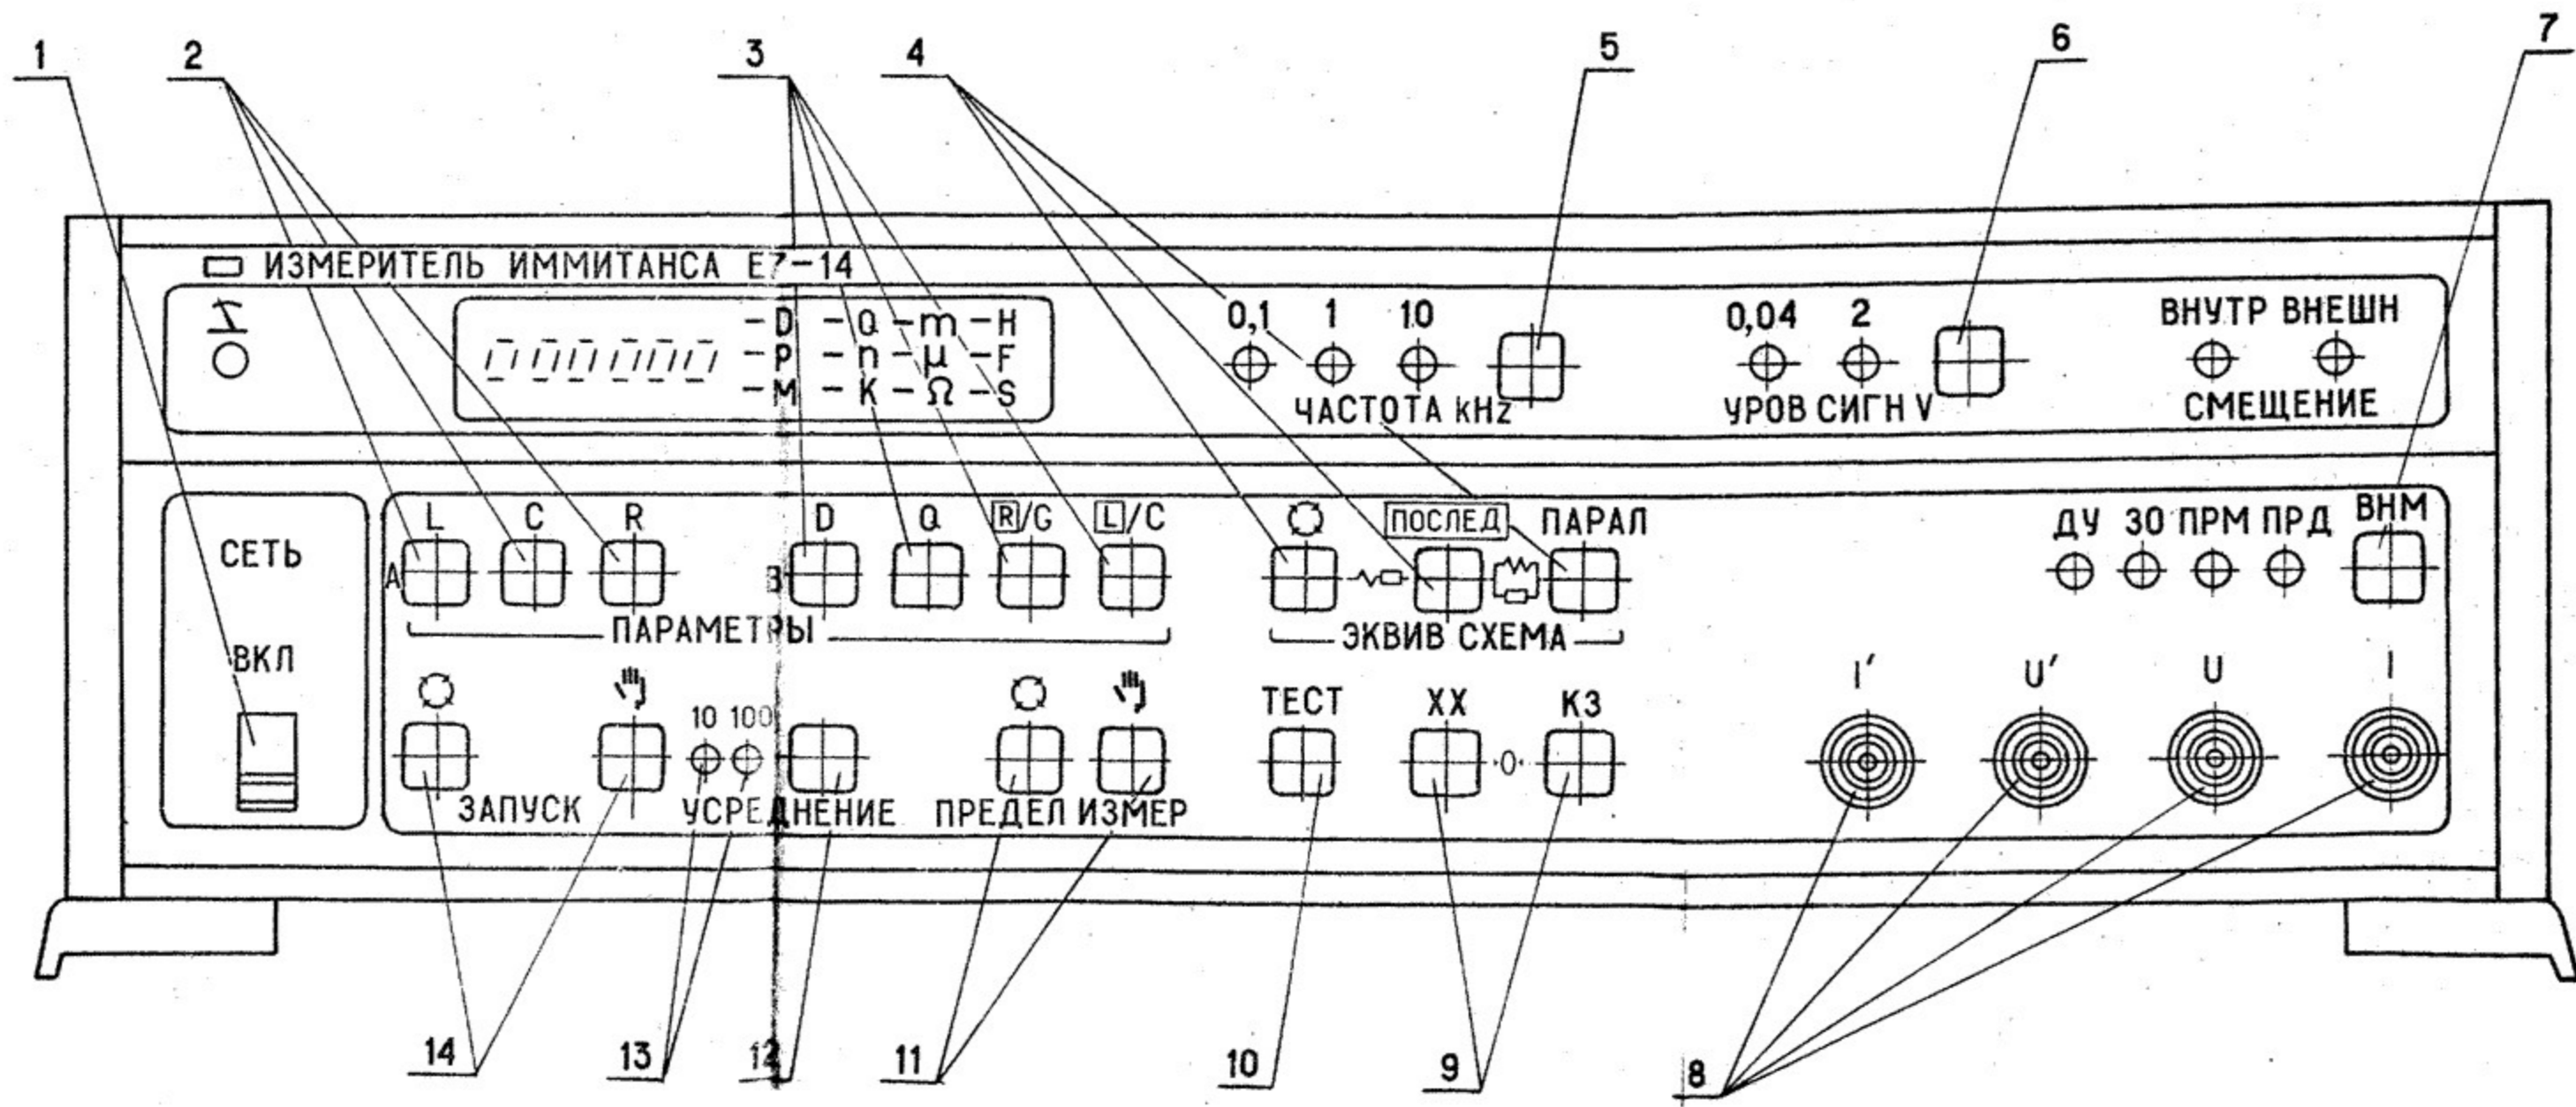 1 2 3 4 5 6 7
ИЗМЕРИТЕЛЬ ИММИТАНСА Е7-14
-D -Q -m -H
-P -n -μ -F
-M -K -Ω -S
0,1 1 10
ЧАСТОТА kHz
0,04 2
УРОВ СИГН V
ВНУТР ВНЕШН
СМЕЩЕНИЕ
СЕТЬ
ВКЛ
L C R D Q R/G L/C
A B
ПАРАМЕТРЫ
ПОСЛЕД ПАРАЛ
ЭКВИВ СХЕМА
ДУ ЗО ПРМ ПРД ВНМ
10 100
ЗАПУСК УСРЕДНЕНИЕ ПРЕДЕЛ ИЗМЕР
ТЕСТ ХХ КЗ
·0·
I′ U′ U I
14 13 12 11 10 9 8